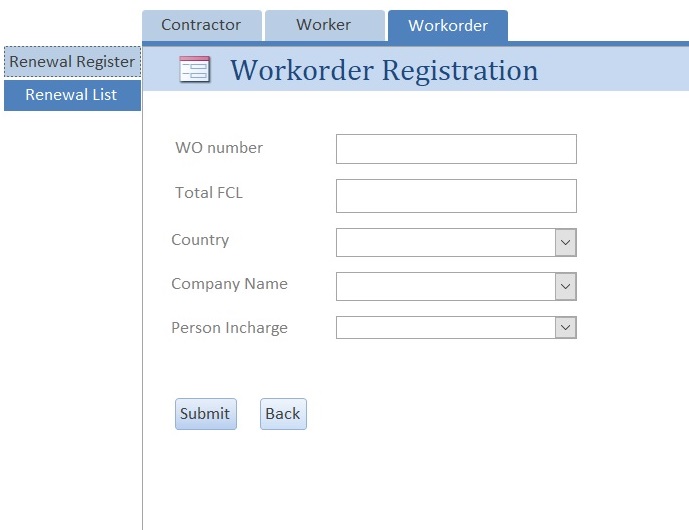 Contractor
Worker
Workorder
Renewal Register
Renewal List
Workorder Registration
WO number
Total FCL
Country
Company Name
Person Incharge
Submit
Back